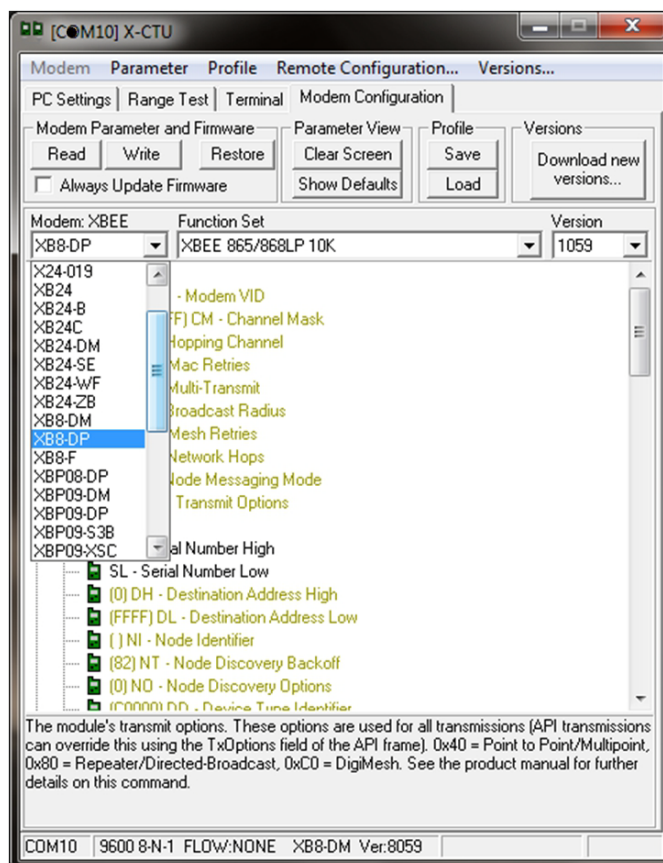 [COM10] X-CTU
Modem Parameter Profile Remote Configuration... Versions...
PC Settings Range Test Terminal Modem Configuration
Modem Parameter and Firmware Parameter View Profile Versions
Read Write Restore Clear Screen Save Download new versions...
Always Update Firmware Show Defaults Load
Modem: XBEE Function Set Version
XB8-DP XBEE 865/868LP 10K 1059
X24-019
XB24
XB24-B
XB24C
XB24-DM
XB24-SE
XB24-WF
XB24-ZB
XB8-DM
XB8-DP
XB8-F
XBP08-DP
XBP09-DM
XBP09-DP
XBP09-S3B
XBP09-XSC
- Modem VID
FF) CM - Channel Mask
Hopping Channel
Mac Retries
Multi-Transmit
Broadcast Radius
Mesh Retries
Network Hops
Node Messaging Mode
Transmit Options
al Number High
SL - Serial Number Low
(0) DH - Destination Address High
(FFFF) DL - Destination Address Low
( ) NI - Node Identifier
(82) NT - Node Discovery Backoff
(0) NO - Node Discovery Options
(C0000) DD - Device Type Identifier
The module's transmit options. These options are used for all transmissions (API transmissions
can override this using the TxOptions field of the API frame). 0x40 = Point to Point/Multipoint,
0x80 = Repeater/Directed-Broadcast, 0xC0 = DigiMesh. See the product manual for further
details on this command.
COM10 9600 8-N-1 FLOW:NONE XB8-DM Ver:8059